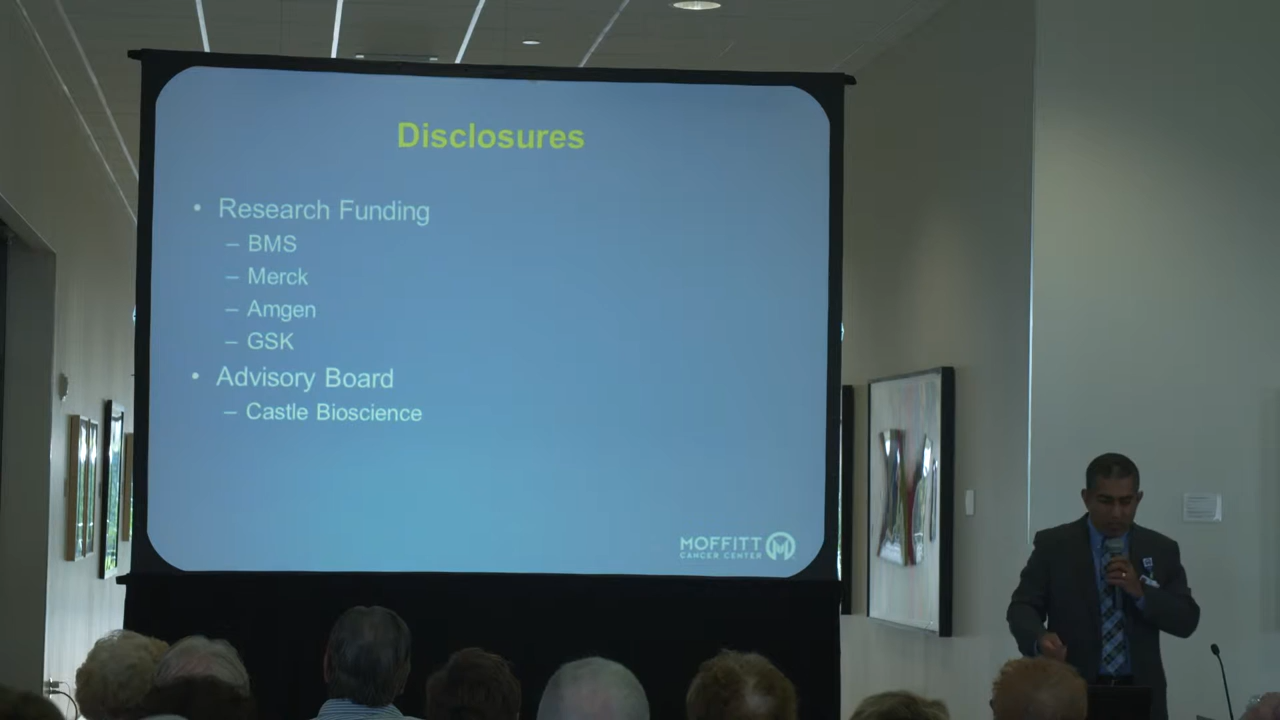 Disclosures
• Research Funding
– BMS
– Merck
– Amgen
– GSK
• Advisory Board
– Castle Bioscience
MOFFITT
CANCER CENTER